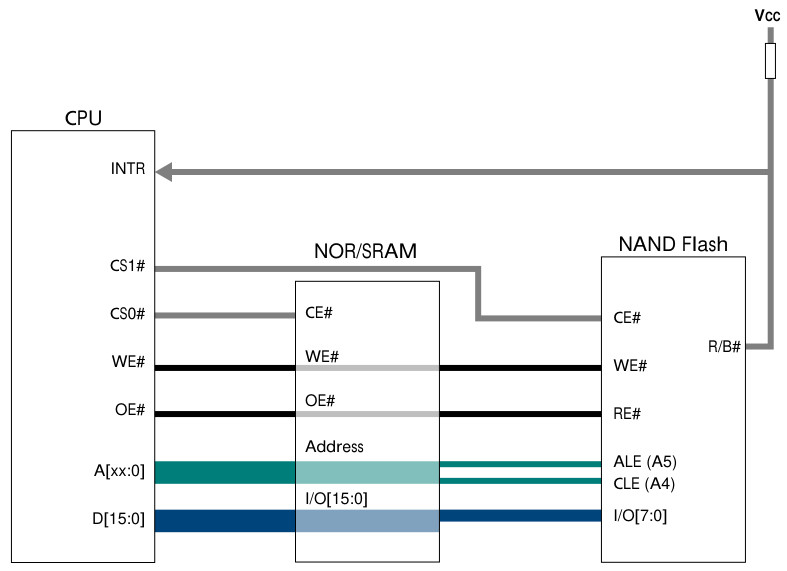 Vcc
CPU
INTR
NOR/SRAM
NAND Flash
CS1#
CS0#
CE#
CE#
R/B#
WE#
WE#
WE#
OE#
OE#
RE#
Address
A[xx:0]
ALE (A5)
CLE (A4)
I/O[15:0]
D[15:0]
I/O[7:0]